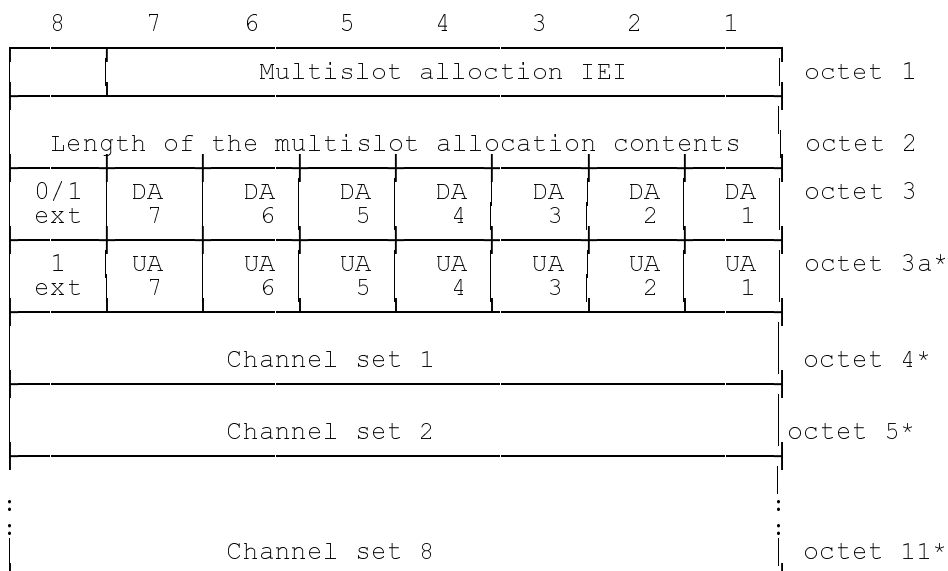 8 7 6 5 4 3 2 1
Multislot alloction IEI octet 1
Length of the multislot allocation contents octet 2
0/1 DA DA DA DA DA DA DA octet 3
ext 7 6 5 4 3 2 1
1 UA UA UA UA UA UA UA octet 3a*
ext 7 6 5 4 3 2 1
Channel set 1 octet 4*
Channel set 2 octet 5*
:
:
Channel set 8 octet 11*